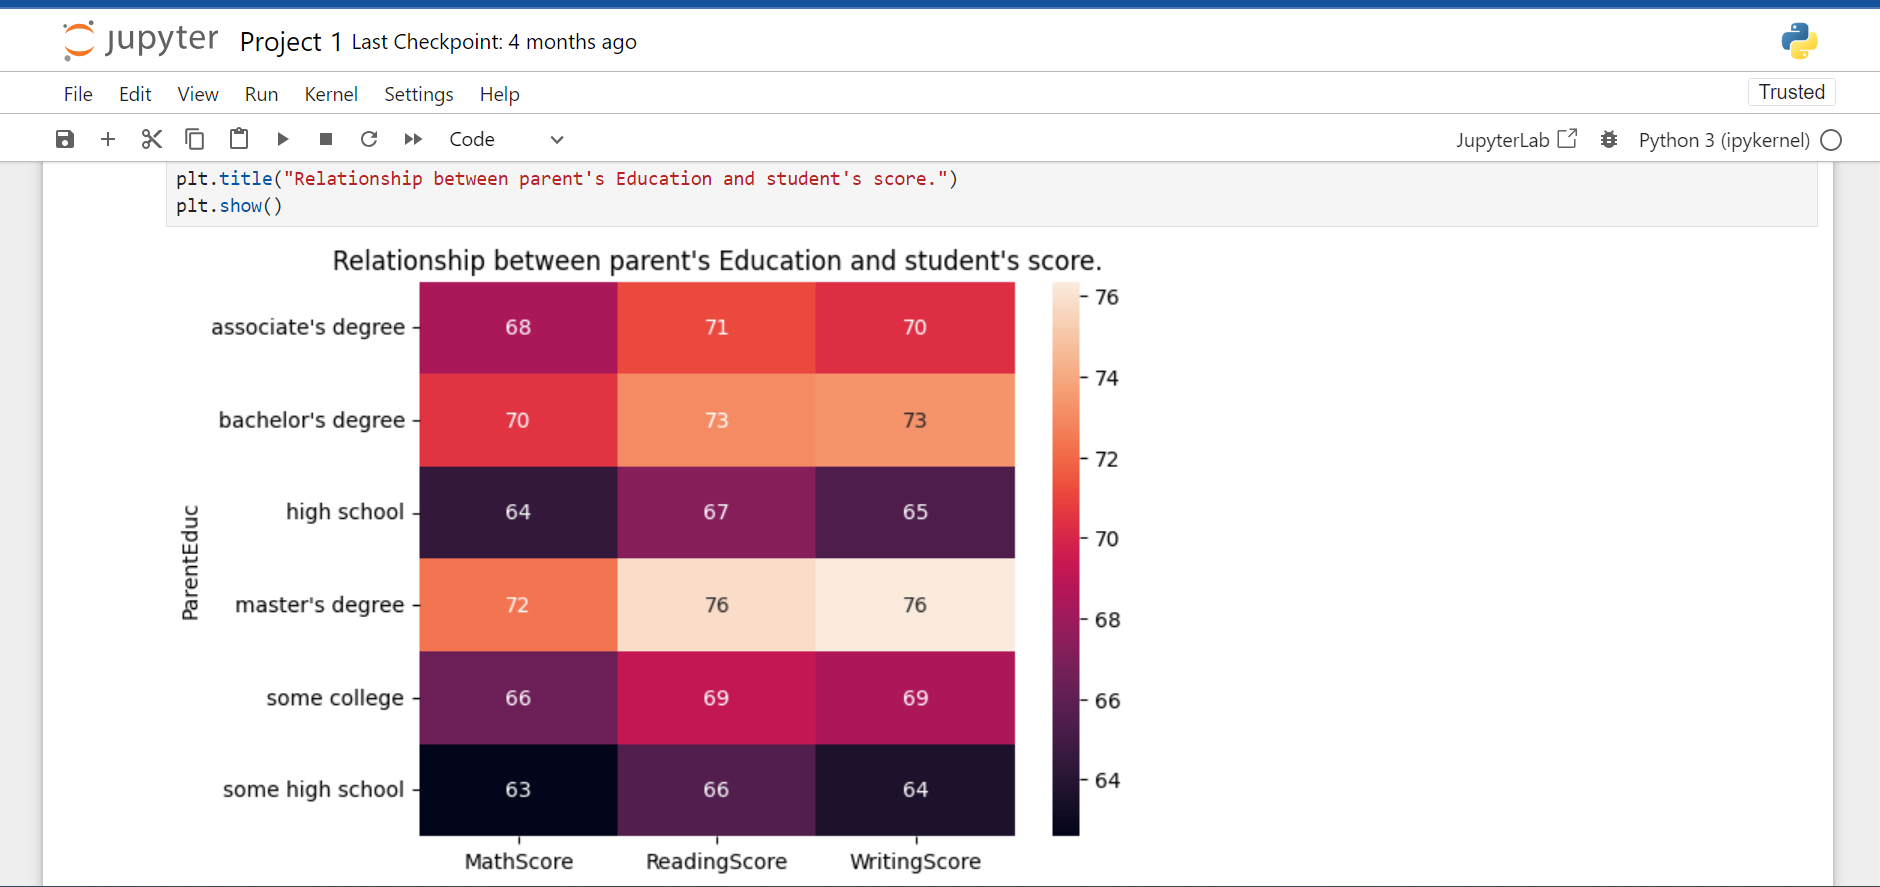 jupyter Project 1 Last Checkpoint: 4 months ago
File Edit View Run Kernel Settings Help Trusted
Code JupyterLab Python 3 (ipykernel)
plt.title("Relationship between parent's Education and student's score.")
plt.show()
Relationship between parent's Education and student's score.
ParentEduc
associate's degree 68 71 70
bachelor's degree 70 73 73
high school 64 67 65
master's degree 72 76 76
some college 66 69 69
some high school 63 66 64
MathScore ReadingScore WritingScore
76
74
72
70
68
66
64